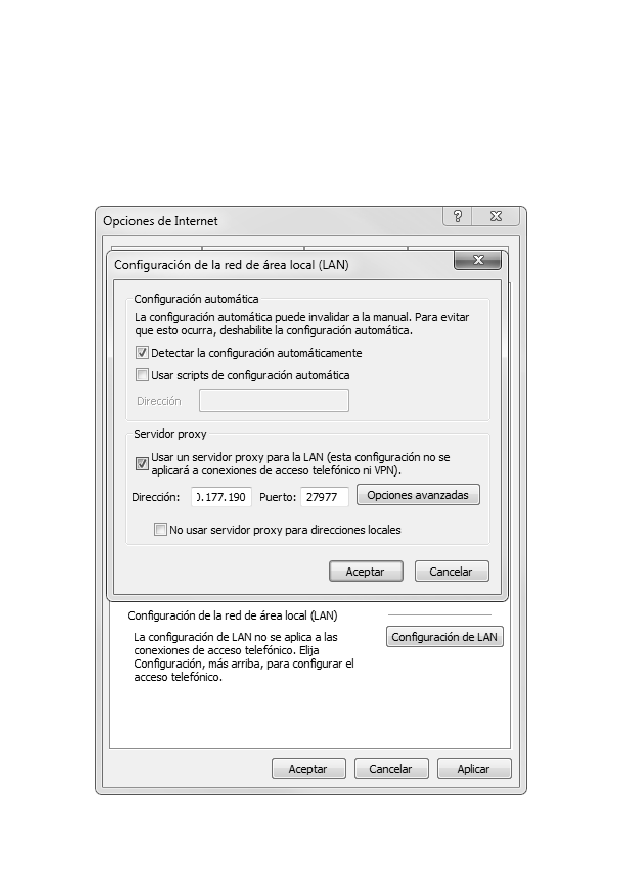 Opciones de Internet
Configuración de la red de área local (LAN)
Configuración automática
La configuración automática puede invalidar a la manual. Para evitar
que esto ocurra, deshabilite la configuración automática.
Detectar la configuración automáticamente
Usar scripts de configuración automática
Dirección
Servidor proxy
Usar un servidor proxy para la LAN (esta configuración no se
aplicará a conexiones de acceso telefónico ni VPN).
Dirección: 0.177.190 Puerto: 27977 Opciones avanzadas
No usar servidor proxy para direcciones locales
Aceptar Cancelar
Configuración de la red de área local (LAN)
La configuración de LAN no se aplica a las
conexiones de acceso telefónico. Elija
Configuración, más arriba, para configurar el
acceso telefónico.
Configuración de LAN
Aceptar Cancelar Aplicar